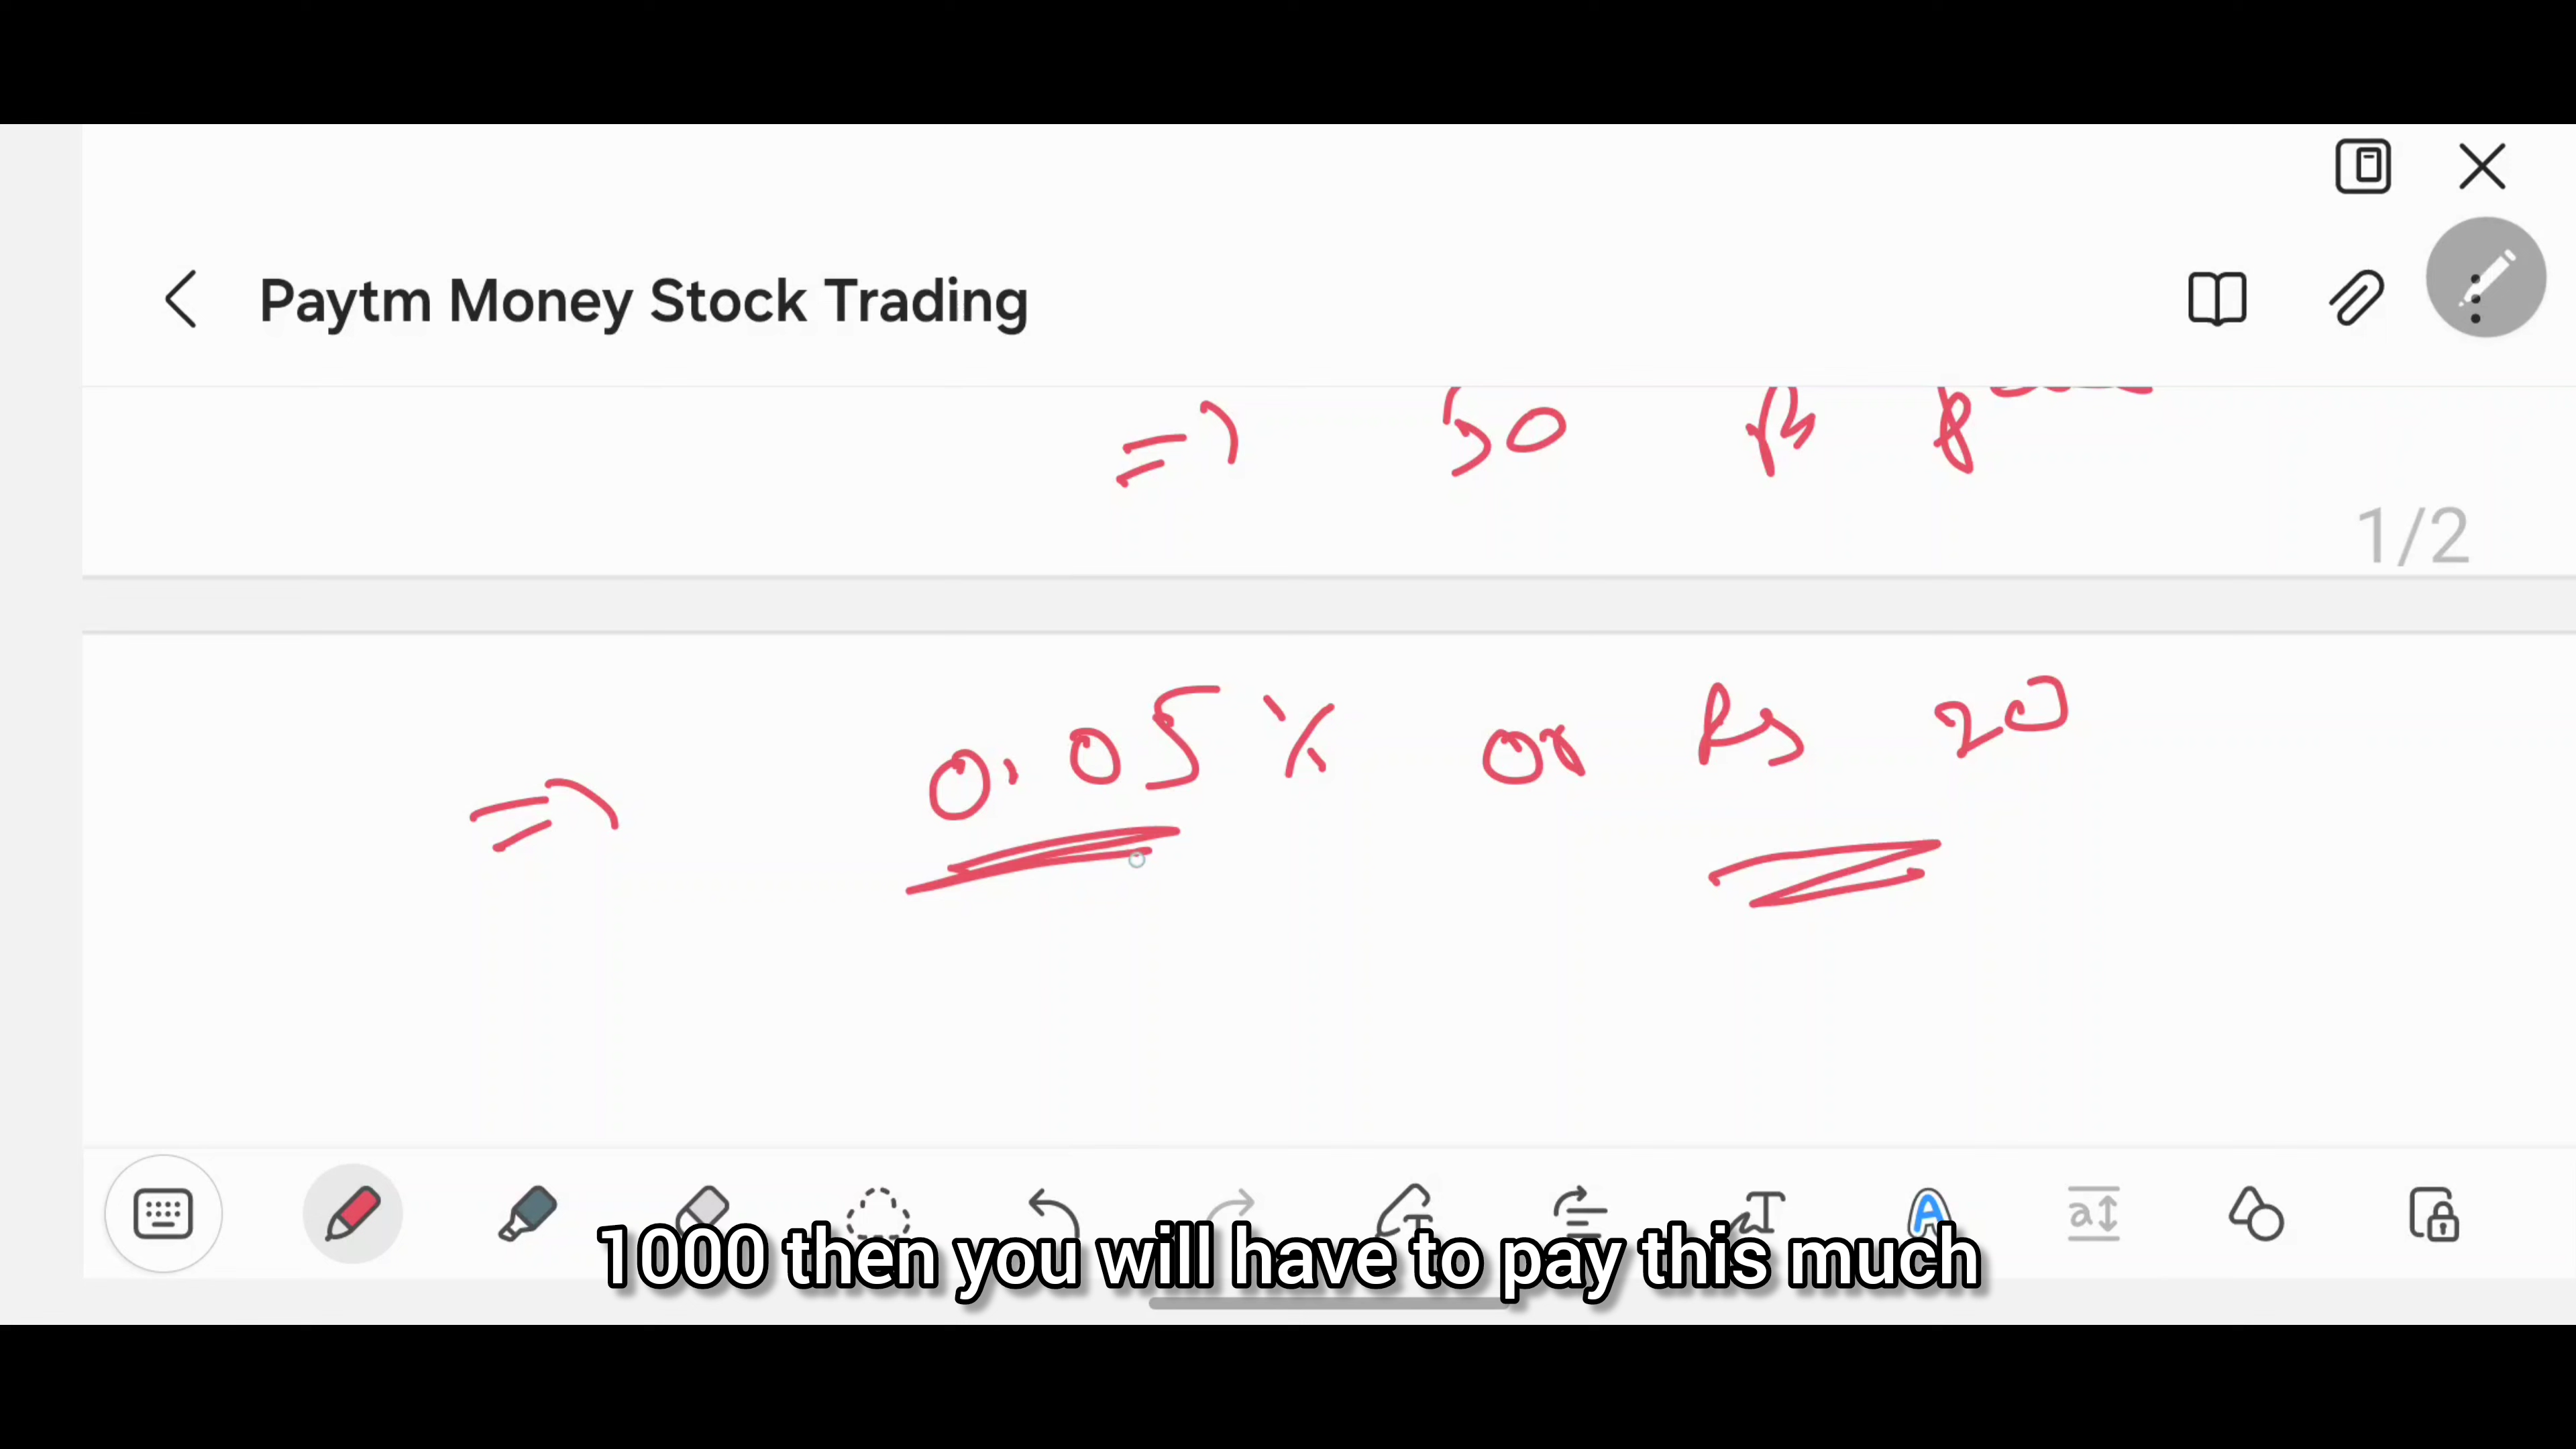 Paytm Money Stock Trading
=> 50
1/2
=> 0.05% or Rs 20
1000 then you will have to pay this much